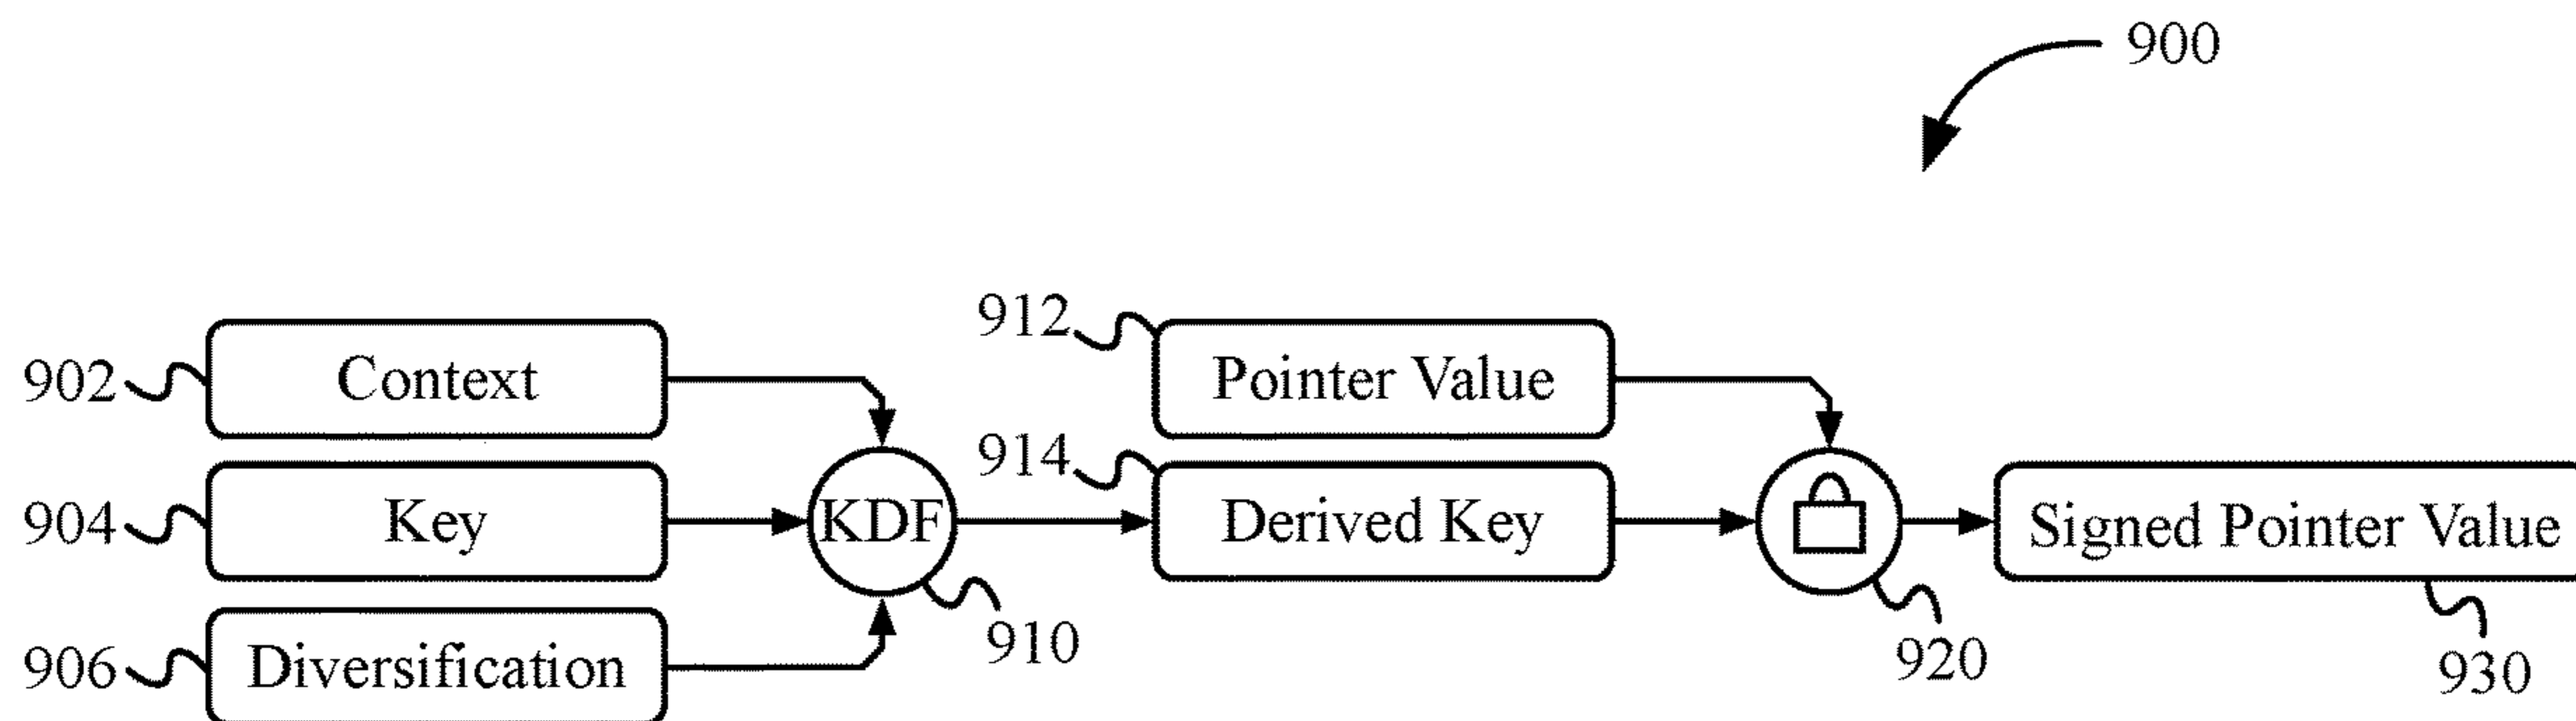 900
912
902
Context
Pointer Value
914
904
Key
KDF
Derived Key
Signed Pointer Value
910
920
906
Diversification
930